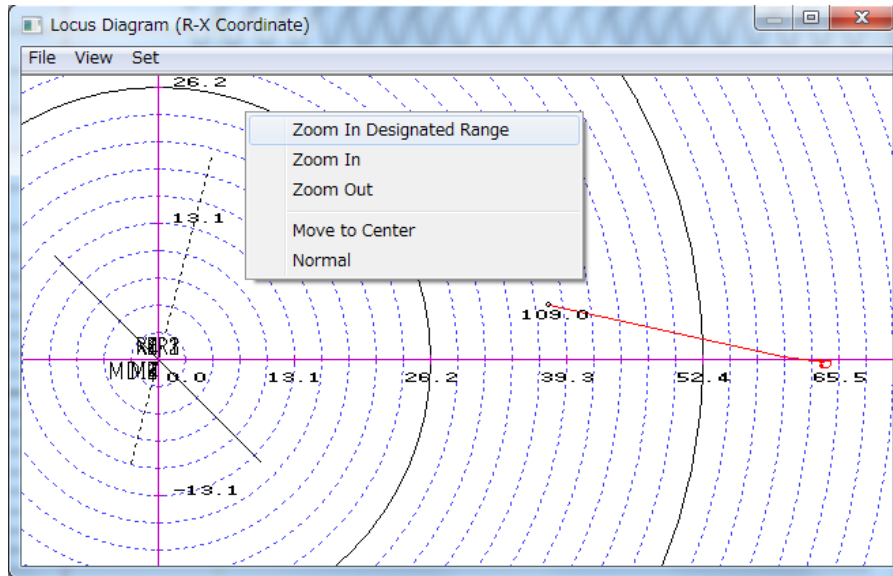 Locus Diagram (R-X Coordinate)
File View Set
26.2
Zoom In Designated Range
Zoom In
Zoom Out
13.1
Move to Center
Normal
109.0
0.0 13.1 26.2 39.3 52.4 65.5
-13.1